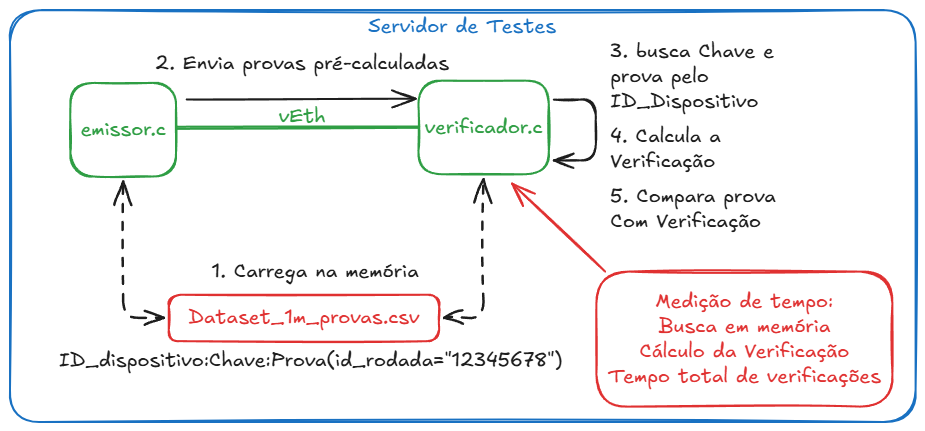 Servidor de Testes
2. Envia provas pré-calculadas
emissor.c
vEth
verificador.c
3. busca Chave e
prova pelo
ID_Dispositivo
4. Calcula a
Verificação
5. Compara prova
Com Verificação
1. Carrega na memória
Dataset_1m_provas.csv
ID_dispositivo:Chave:Prova(id_rodada="12345678")
Medição de tempo:
Busca em memória
Cálculo da Verificação
Tempo total de verificações